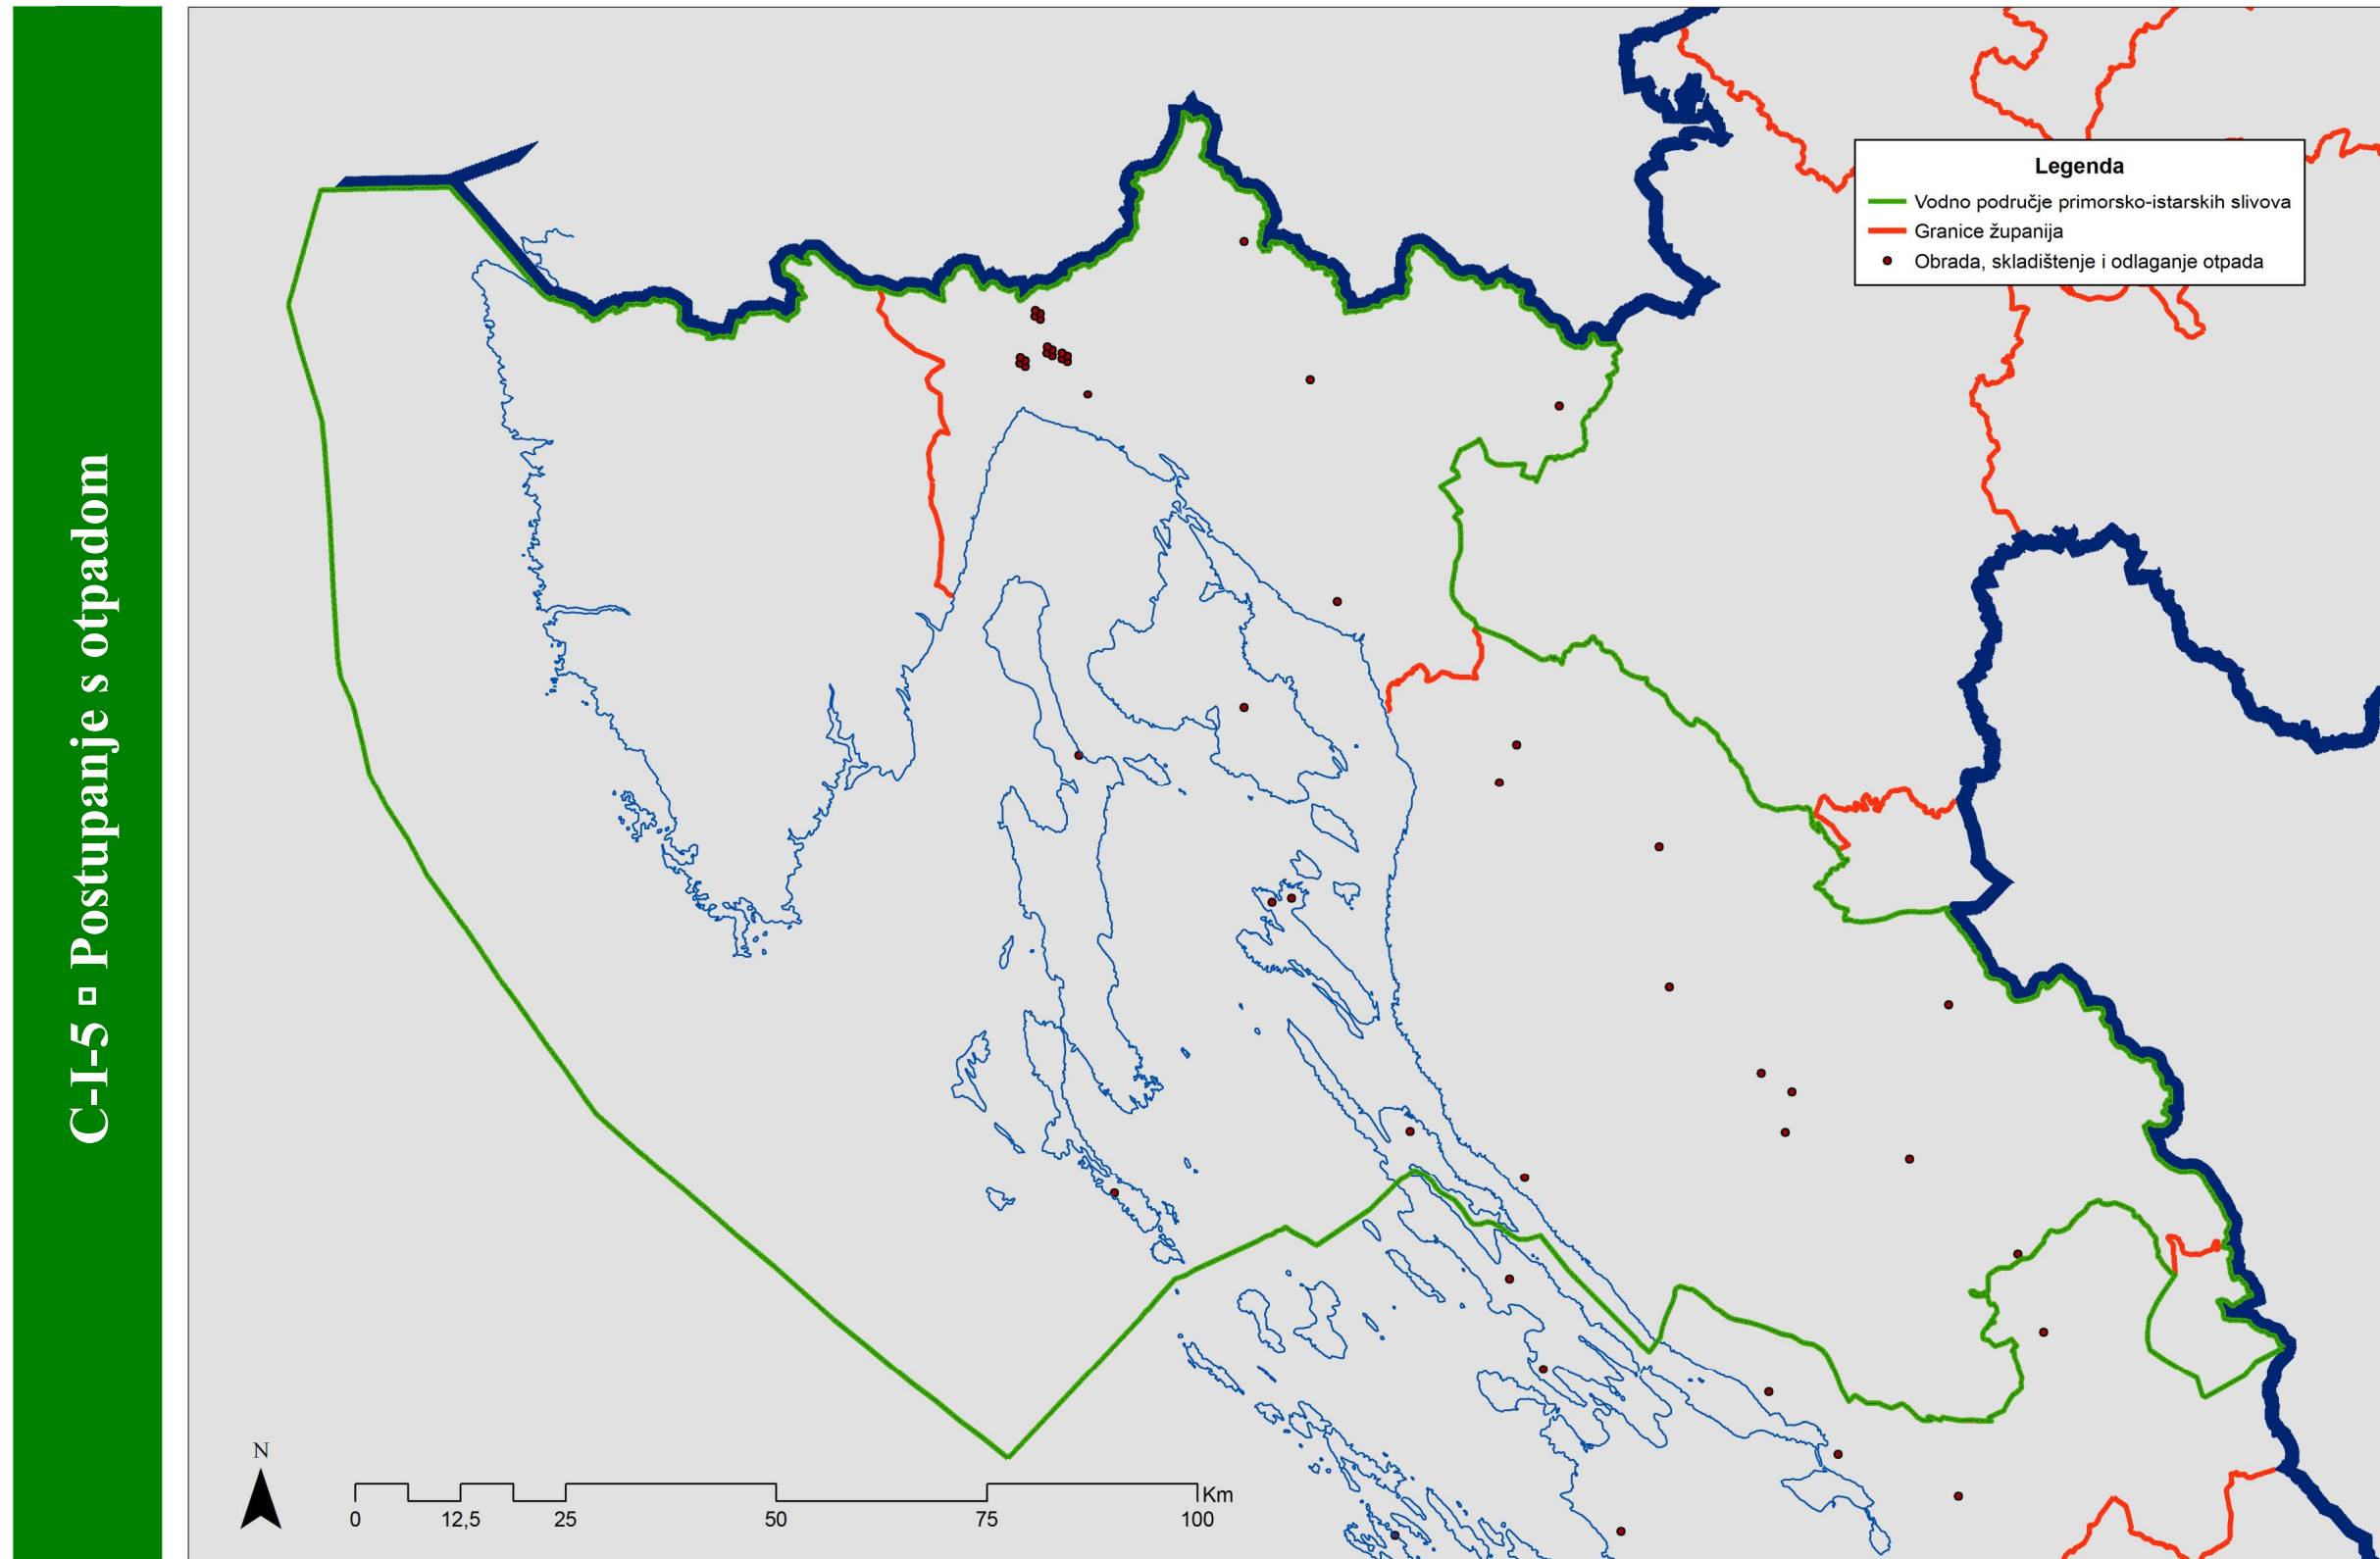 C-I-5 ▫ Postupanje s otpadom
Legenda
Vodno područje primorsko-istarskih slivova
Granice županija
Obrada, skladištenje i odlaganje otpada
N
Km
0 12,5 25 50 75 100